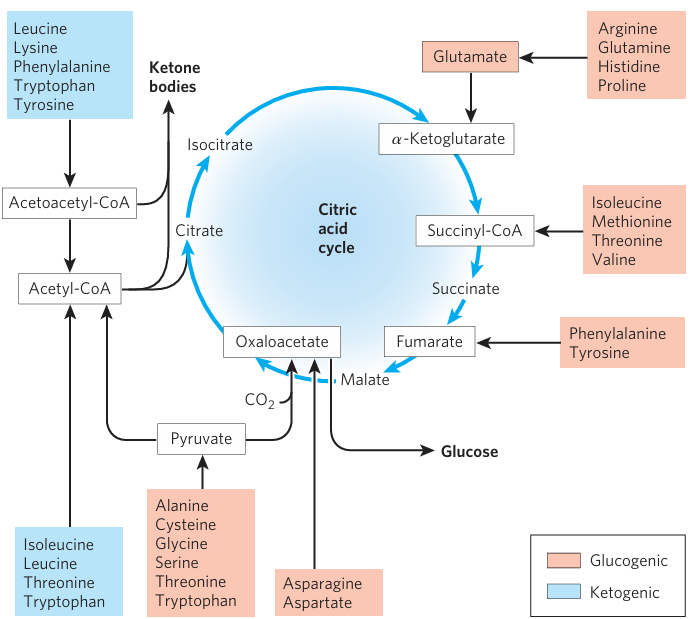 Leucine
Lysine
Phenylalanine
Tryptophan
Tyrosine
Ketone
bodies
Glutamate
Arginine
Glutamine
Histidine
Proline
Isocitrate
α-Ketoglutarate
Acetoacetyl-CoA
Citrate
Citric
acid
cycle
Succinyl-CoA
Isoleucine
Methionine
Threonine
Valine
Acetyl-CoA
Succinate
Oxaloacetate
Fumarate
Phenylalanine
Tyrosine
Malate
CO₂
Pyruvate
Glucose
Alanine
Cysteine
Glycine
Serine
Threonine
Tryptophan
Isoleucine
Leucine
Threonine
Tryptophan
Asparagine
Aspartate
Glucogenic
Ketogenic